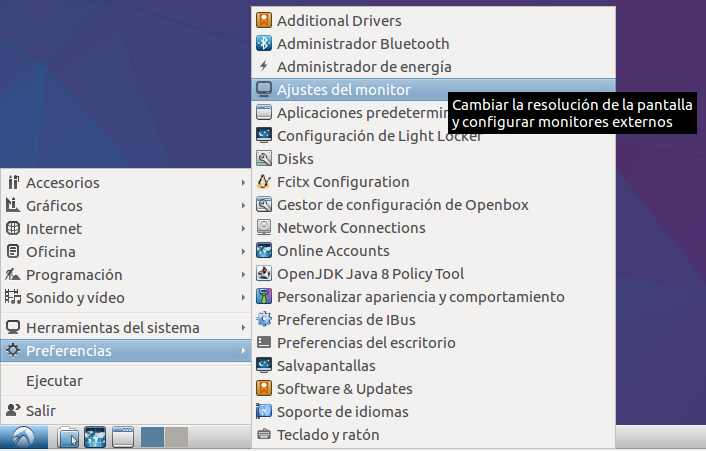 Additional Drivers
Administrador Bluetooth
Administrador de energía
Ajustes del monitor
Cambiar la resolución de la pantalla
y configurar monitores externos
Aplicaciones predetermin
Configuración de Light Locker
Disks
Fcitx Configuration
Gestor de configuración de Openbox
Network Connections
Online Accounts
OpenJDK Java 8 Policy Tool
Personalizar apariencia y comportamiento
Preferencias de IBus
Preferencias del escritorio
Salvapantallas
Software & Updates
Soporte de idiomas
Teclado y ratón
Accesorios
Gráficos
Internet
Oficina
Programación
Sonido y vídeo
Herramientas del sistema
Preferencias
Ejecutar
Salir